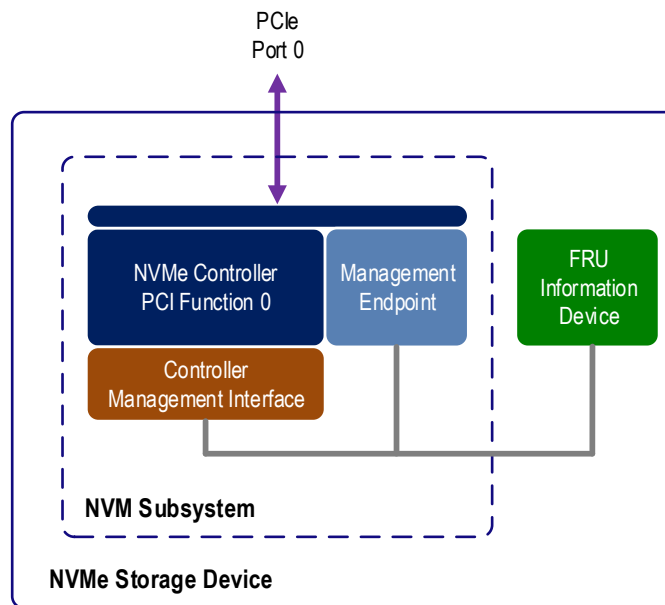 PCIe
Port 0
NVMe Controller
PCI Function 0
Management
Endpoint
FRU
Information
Device
Controller
Management Interface
NVM Subsystem
NVMe Storage Device